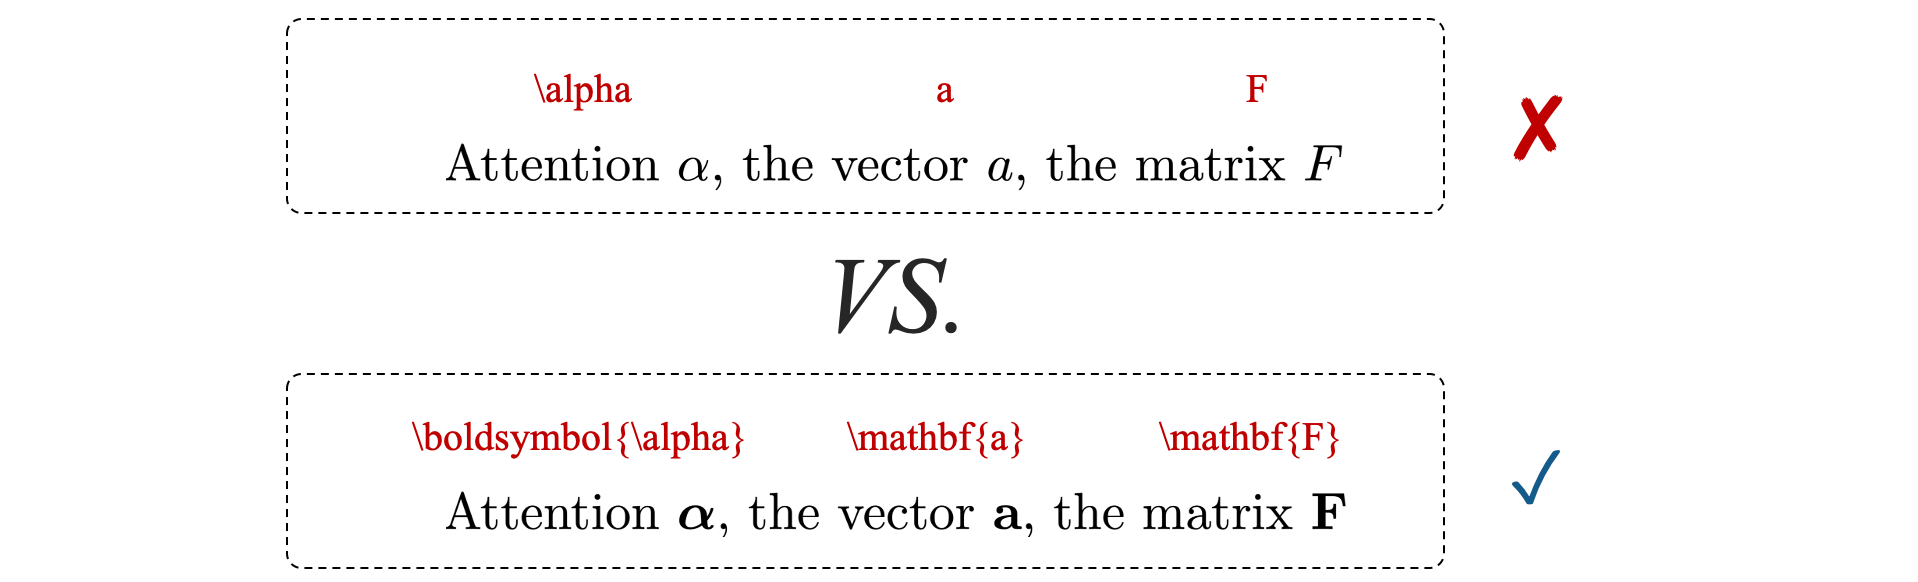 \alpha a F
Attention α, the vector a, the matrix F
✗
VS.
\boldsymbol{\alpha} \mathbf{a} \mathbf{F}
Attention α, the vector a, the matrix F
✓